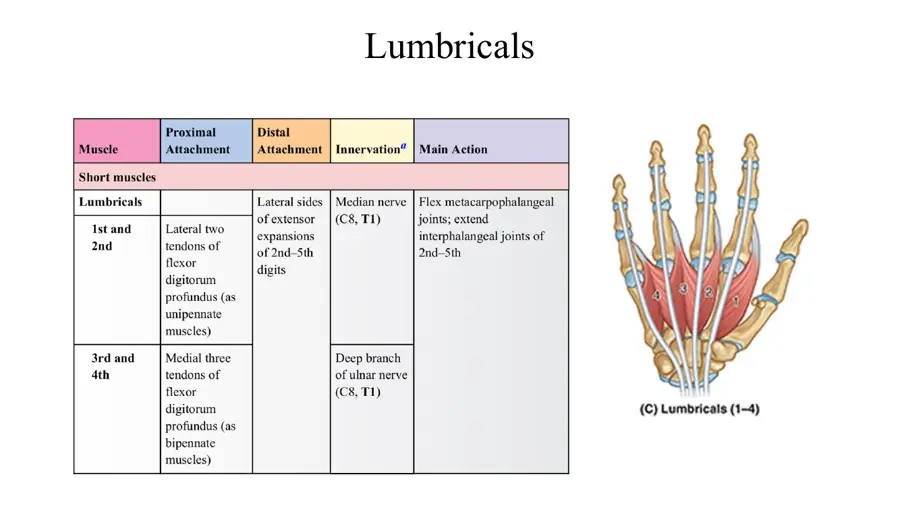 Lumbricals
Muscle
Proximal
Attachment
Distal
Attachment
Innervationᵃ
Main Action
Short muscles
Lumbricals
1st and
2nd
Lateral two
tendons of
flexor
digitorum
profundus (as
unipennate
muscles)
Lateral sides
of extensor
expansions
of 2nd–5th
digits
Median nerve
(C8, T1)
Flex metacarpophalangeal
joints; extend
interphalangeal joints of
2nd–5th
3rd and
4th
Medial three
tendons of
flexor
digitorum
profundus (as
bipennate
muscles)
Deep branch
of ulnar nerve
(C8, T1)
4
3
2
1
(C) Lumbricals (1–4)